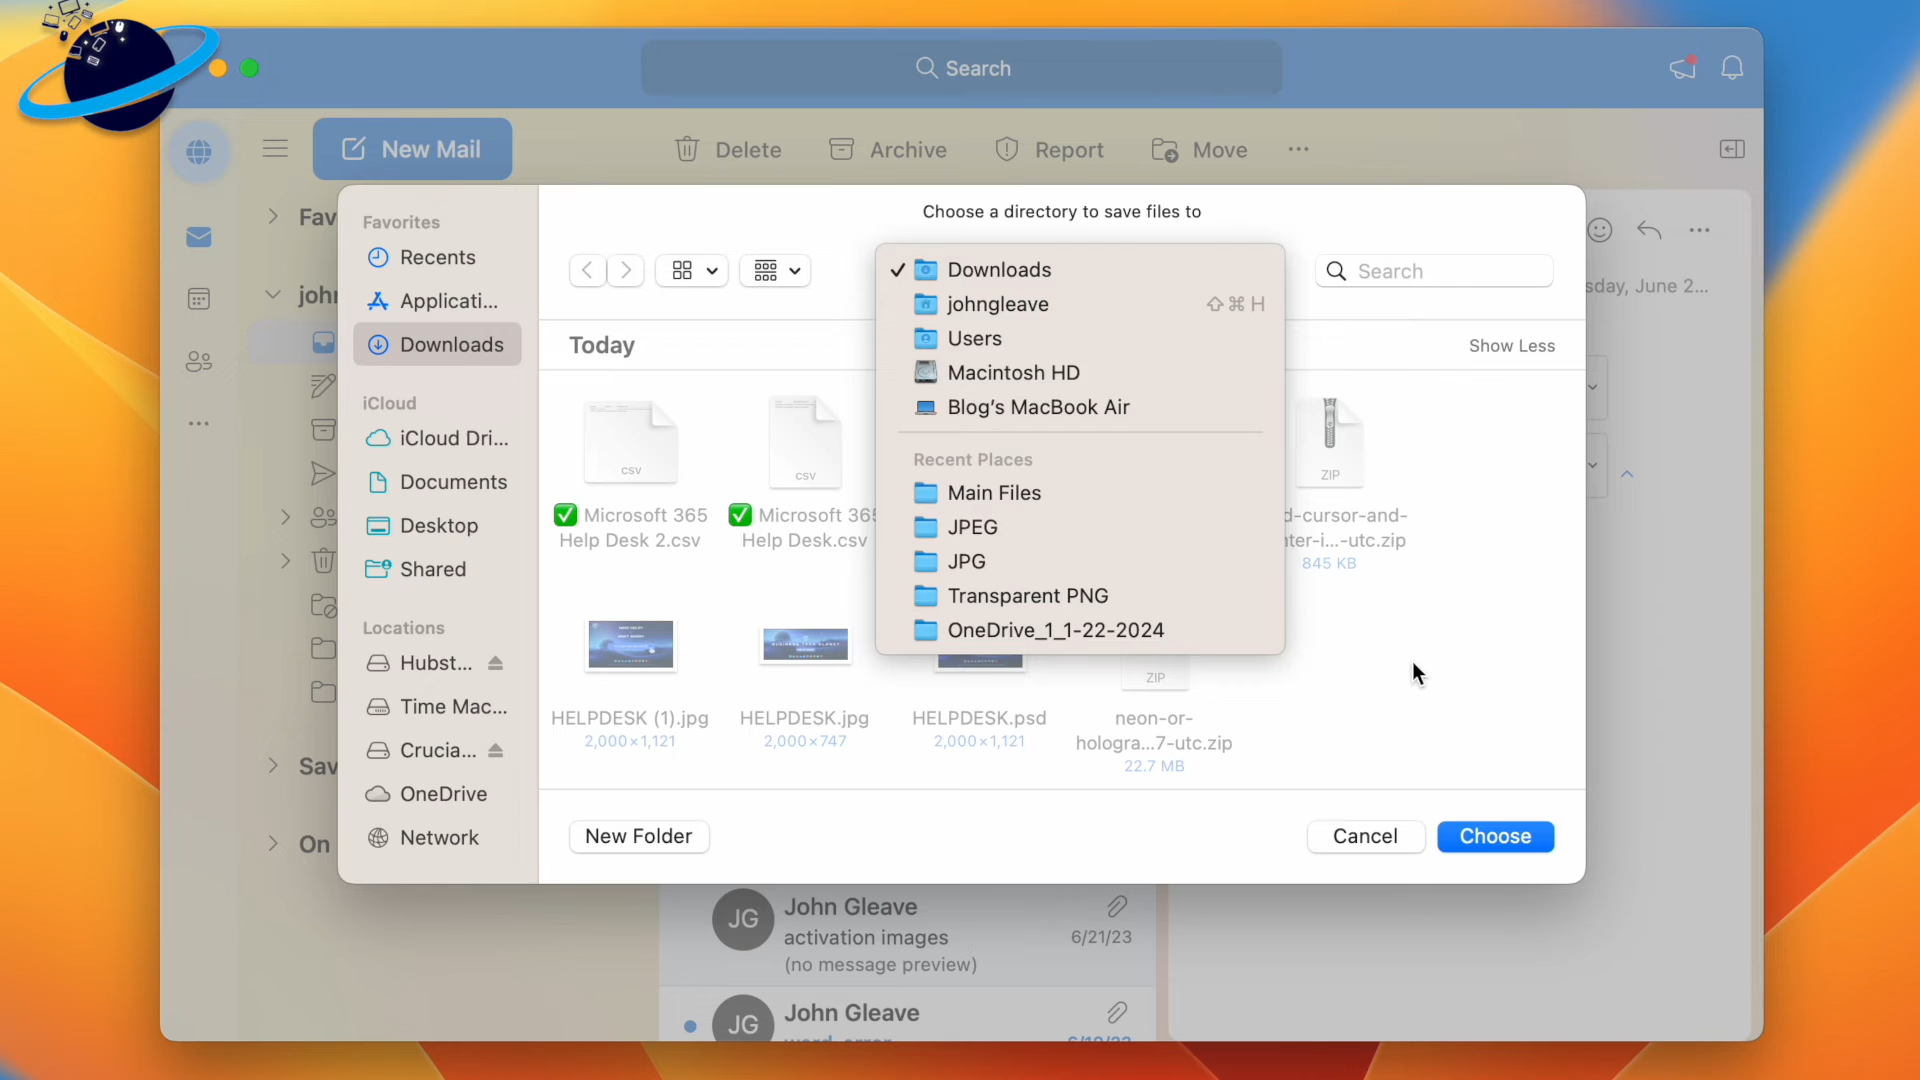 Search
New Mail
Delete
Archive
Report
Move
Fav
john
Sav
On
Favorites
Recents
Applicati...
Downloads
iCloud
iCloud Dri...
Documents
Desktop
Shared
Locations
Hubst...
Time Mac...
Crucia...
OneDrive
Network
Choose a directory to save files to
Search
Today
Show Less
Downloads
johngleave ⇧⌘H
Users
Macintosh HD
Blog's MacBook Air
Recent Places
Main Files
JPEG
JPG
Transparent PNG
OneDrive_1_1-22-2024
CSV
✅ Microsoft 365
Help Desk 2.csv
CSV
✅ Microsoft 365
Help Desk.csv
ZIP
d-cursor-and-
nter-i...-utc.zip
845 KB
HELPDESK (1).jpg
2,000×1,121
HELPDESK.jpg
2,000×747
HELPDESK.psd
2,000×1,121
ZIP
neon-or-
hologra...7-utc.zip
22.7 MB
New Folder
Cancel
Choose
sday, June 2...
JG
John Gleave
activation images
6/21/23
(no message preview)
JG
John Gleave